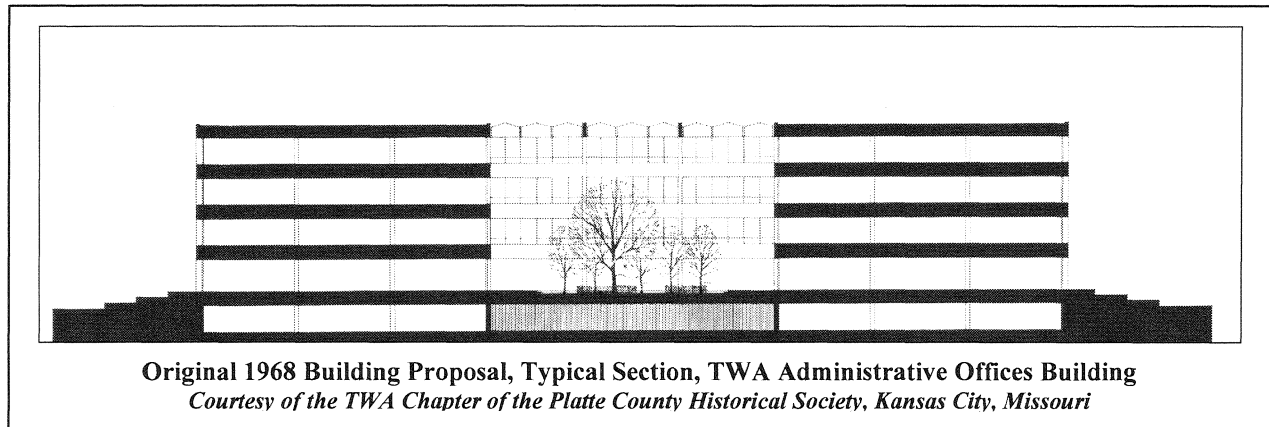 Original 1968 Building Proposal, Typical Section, TWA Administrative Offices Building
Courtesy of the TWA Chapter of the Platte County Historical Society, Kansas City, Missouri